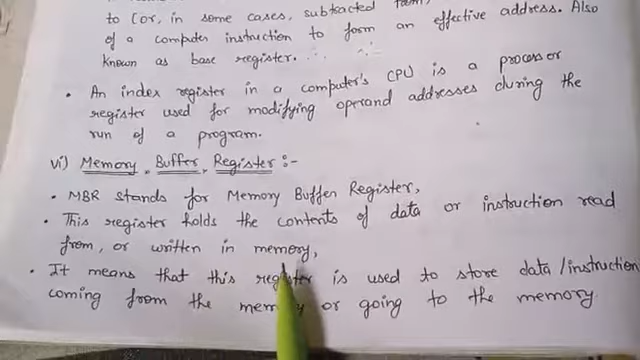 to (or, in some cases, subtracted from)
of a computer instruction to form an effective address. Also
known as base register.
• An index register in a computer's CPU is a processor
register used for modifying operand addresses during the
run of a program.
vi) Memory Buffer Register :-
• MBR stands for Memory Buffer Register,
• This register holds the contents of data or instruction read
from, or written in memory,
• It means that this register is used to store data/instruction
coming from the memory or going to the memory